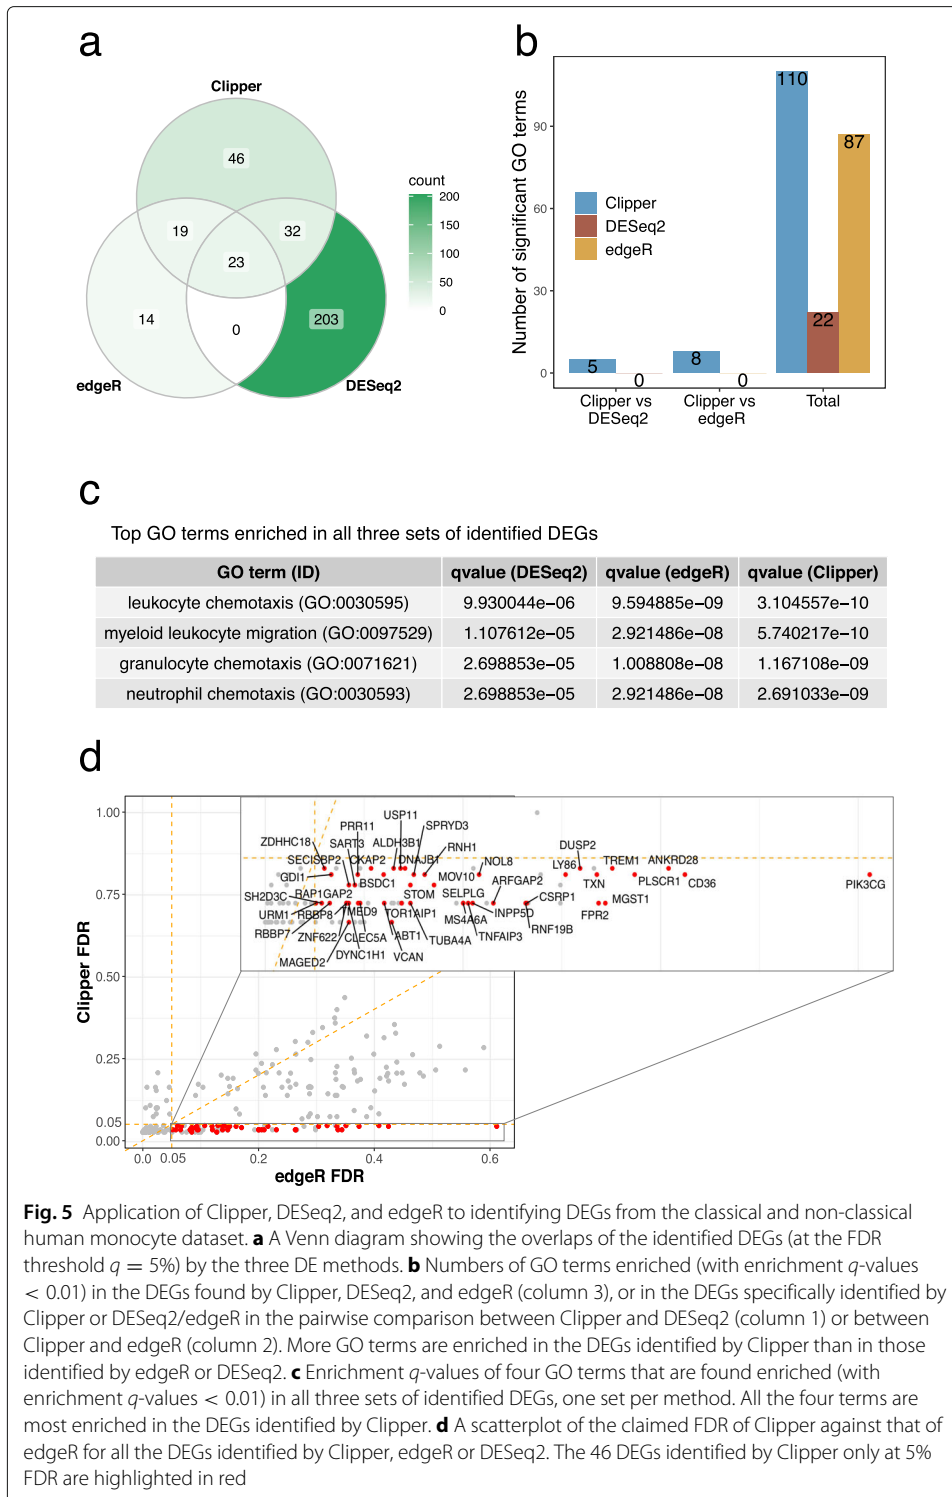 a
Clipper
46
19
32
23
14
0
203
edgeR
DESeq2
count
200
150
100
50
0
b
Number of significant GO terms
90
60
30
0
110
87
22
5
0
8
0
Clipper
DESeq2
edgeR
Clipper vs
DESeq2
Clipper vs
edgeR
Total
c
Top GO terms enriched in all three sets of identified DEGs
GO term (ID) qvalue (DESeq2) qvalue (edgeR) qvalue (Clipper)
leukocyte chemotaxis (GO:0030595) 9.930044e−06 9.594885e−09 3.104557e−10
myeloid leukocyte migration (GO:0097529) 1.107612e−05 2.921486e−08 5.740217e−10
granulocyte chemotaxis (GO:0071621) 2.698853e−05 1.008808e−08 1.167108e−09
neutrophil chemotaxis (GO:0030593) 2.698853e−05 2.921486e−08 2.691033e−09
d
Clipper FDR
1.00
0.50
0.25
0.05
0.00
USP11
PRR11 SPRYD3
ZDHHC18 SART3 ALDH3B1 RNH1 DUSP2
SECISBP2 CKAP2 DNAJB1 NOL8 LY86 TREM1 ANKRD28
GDI1 BSDC1 MOV10 ARFGAP2 TXN PLSCR1 CD36 PIK3CG
SH2D3C RAP1GAP2 STOM SELPLG CSRP1 MGST1
URM1 RBBP8 TMED9 TOR1AIP1 MS4A6A INPP5D FPR2
RBBP7 ZNF622 CLEC5A ABT1 TUBA4A TNFAIP3 RNF19B
MAGED2 DYNC1H1 VCAN
0.0 0.05 0.2 0.4 0.6
edgeR FDR
Fig. 5 Application of Clipper, DESeq2, and edgeR to identifying DEGs from the classical and non-classical
human monocyte dataset. a A Venn diagram showing the overlaps of the identified DEGs (at the FDR
threshold q = 5%) by the three DE methods. b Numbers of GO terms enriched (with enrichment q-values
< 0.01) in the DEGs found by Clipper, DESeq2, and edgeR (column 3), or in the DEGs specifically identified by
Clipper or DESeq2/edgeR in the pairwise comparison between Clipper and DESeq2 (column 1) or between
Clipper and edgeR (column 2). More GO terms are enriched in the DEGs identified by Clipper than in those
identified by edgeR or DESeq2. c Enrichment q-values of four GO terms that are found enriched (with
enrichment q-values < 0.01) in all three sets of identified DEGs, one set per method. All the four terms are
most enriched in the DEGs identified by Clipper. d A scatterplot of the claimed FDR of Clipper against that of
edgeR for all the DEGs identified by Clipper, edgeR or DESeq2. The 46 DEGs identified by Clipper only at 5%
FDR are highlighted in red